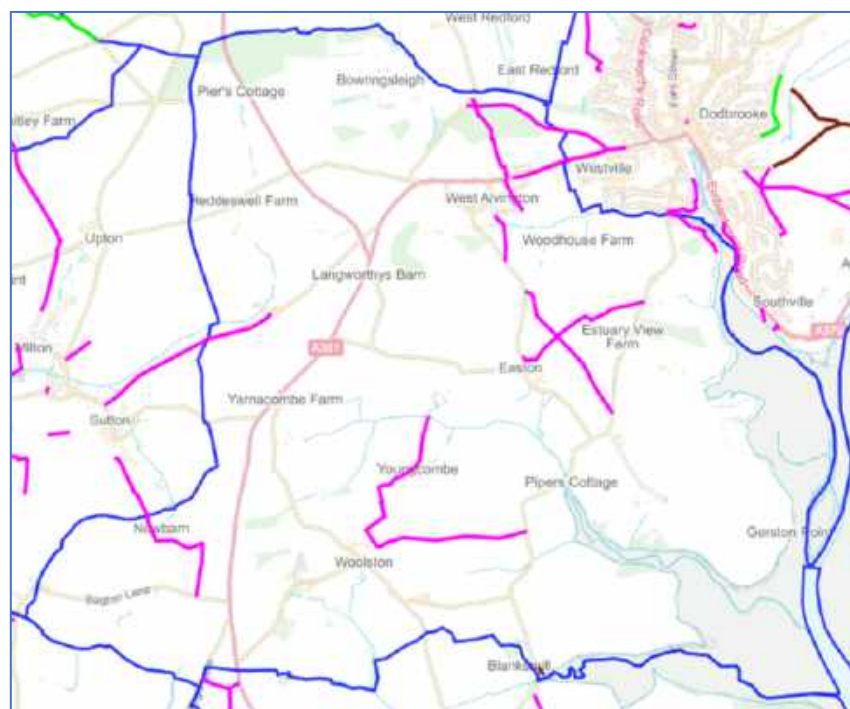 West Redford
East Redford
Pier's Cottage
Bowringsleigh
Dodbrooke
itley Farm
Westville
Heddeswell Farm
West Alvington
Upton
Woodhouse Farm
Langworthys Barn
Southville
Estuary View
Farm
A381
A379
Milton
Easton
Yarnacombe Farm
Sutton
Youngcombe
Pipers Cottage
Newbarn
Gerston Point
Woolston
Bagton Lane
Blanksmill